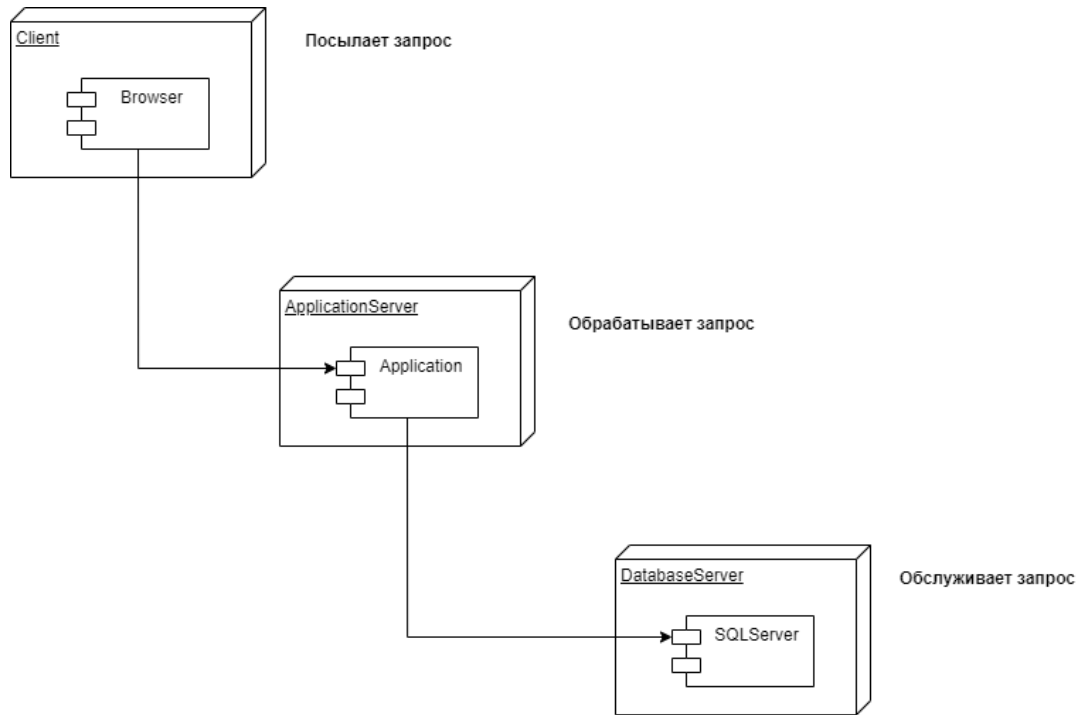 Client
Посылает запрос
Browser
ApplicationServer
Обрабатывает запрос
Application
DatabaseServer
Обслуживает запрос
SQLServer